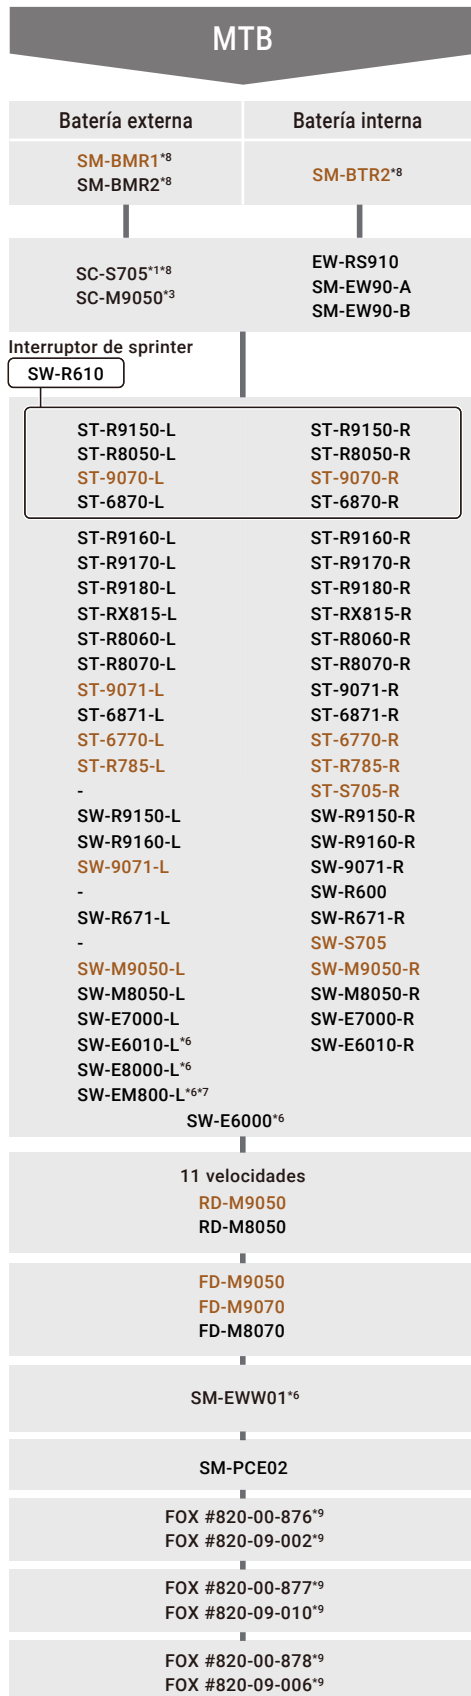 MTB
Batería externa Batería interna
SM-BMR1*8
SM-BMR2*8
SM-BTR2*8
SC-S705*1*8
SC-M9050*3
EW-RS910
SM-EW90-A
SM-EW90-B
Interruptor de sprinter
SW-R610
ST-R9150-L ST-R9150-R
ST-R8050-L ST-R8050-R
ST-9070-L ST-9070-R
ST-6870-L ST-6870-R
ST-R9160-L ST-R9160-R
ST-R9170-L ST-R9170-R
ST-R9180-L ST-R9180-R
ST-RX815-L ST-RX815-R
ST-R8060-L ST-R8060-R
ST-R8070-L ST-R8070-R
ST-9071-L ST-9071-R
ST-6871-L ST-6871-R
ST-6770-L ST-6770-R
ST-R785-L ST-R785-R
- ST-S705-R
SW-R9150-L SW-R9150-R
SW-R9160-L SW-R9160-R
SW-9071-L SW-9071-R
- SW-R600
SW-R671-L SW-R671-R
- SW-S705
SW-M9050-L SW-M9050-R
SW-M8050-L SW-M8050-R
SW-E7000-L SW-E7000-R
SW-E6010-L*6 SW-E6010-R
SW-E8000-L*6
SW-EM800-L*6*7
SW-E6000*6
11 velocidades
RD-M9050
RD-M8050
FD-M9050
FD-M9070
FD-M8070
SM-EWW01*6
SM-PCE02
FOX #820-00-876*9
FOX #820-09-002*9
FOX #820-00-877*9
FOX #820-09-010*9
FOX #820-00-878*9
FOX #820-09-006*9